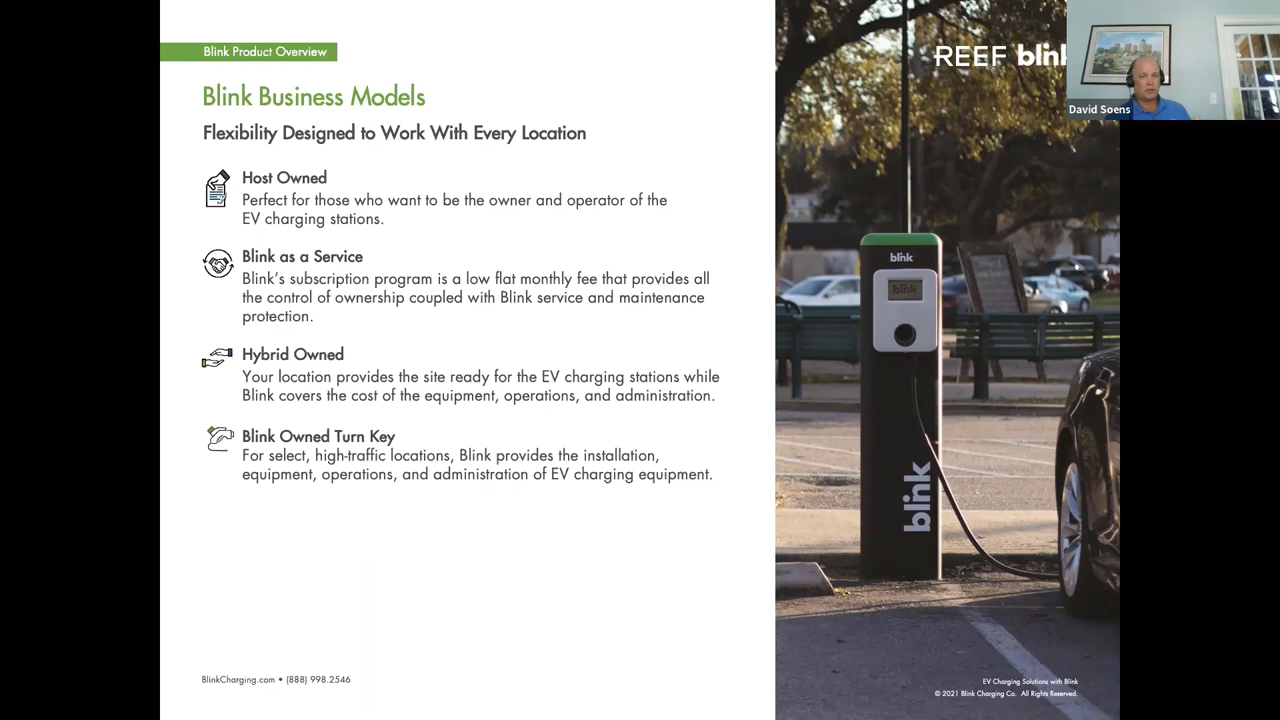 Blink Product Overview
REEF blink
David Soens
Blink Business Models
Flexibility Designed to Work With Every Location
Host Owned
Perfect for those who want to be the owner and operator of the
EV charging stations.
Blink as a Service
Blink's subscription program is a low flat monthly fee that provides all
the control of ownership coupled with Blink service and maintenance
protection.
Hybrid Owned
Your location provides the site ready for the EV charging stations while
Blink covers the cost of the equipment, operations, and administration.
Blink Owned Turn Key
For select, high-traffic locations, Blink provides the installation,
equipment, operations, and administration of EV charging equipment.
blink
blink
blink
BlinkCharging.com • (888) 998.2546
EV Charging Solutions with Blink
© 2021 Blink Charging Co. All Rights Reserved.